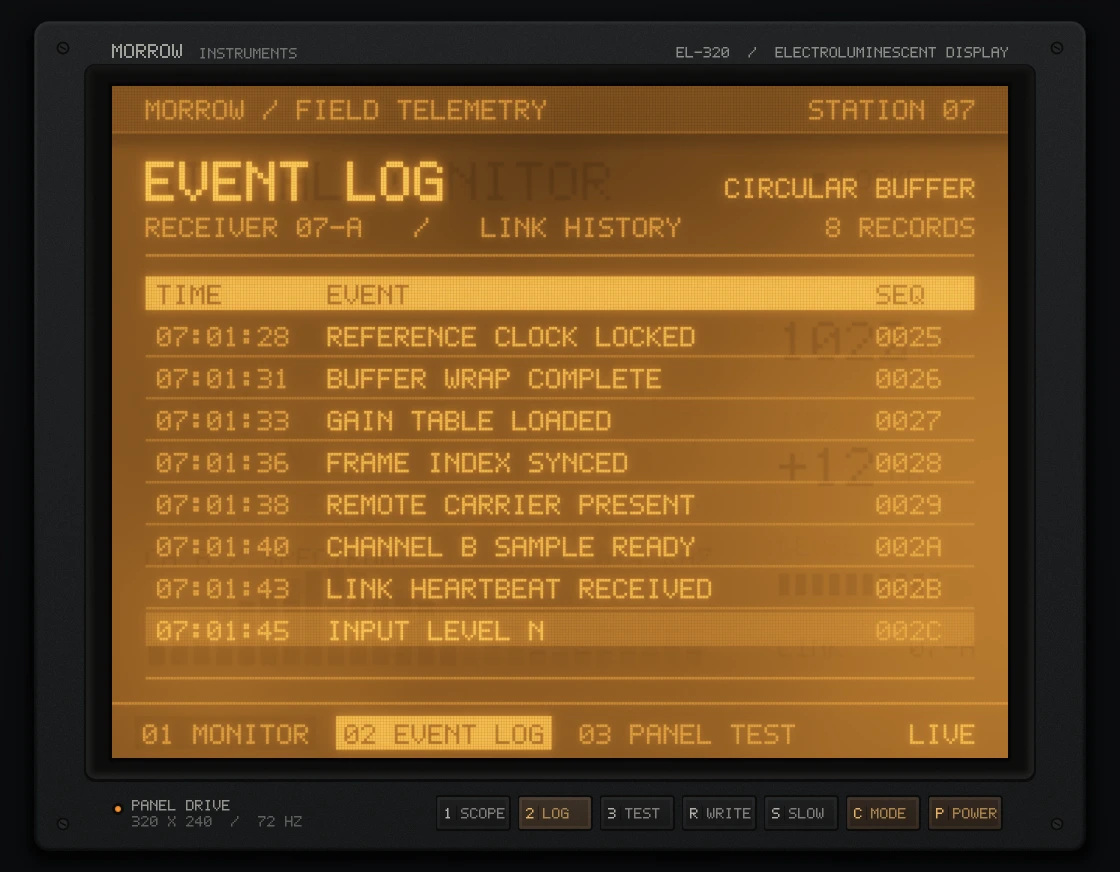 MORROW INSTRUMENTS EL-320 / ELECTROLUMINESCENT DISPLAY
MORROW / FIELD TELEMETRY STATION 07
EVENT LOG CIRCULAR BUFFER
RECEIVER 07-A / LINK HISTORY 8 RECORDS
TIME EVENT SEQ
07:01:28 REFERENCE CLOCK LOCKED 0025
07:01:31 BUFFER WRAP COMPLETE 0026
07:01:33 GAIN TABLE LOADED 0027
07:01:36 FRAME INDEX SYNCED 0028
07:01:38 REMOTE CARRIER PRESENT 0029
07:01:40 CHANNEL B SAMPLE READY 002A
07:01:43 LINK HEARTBEAT RECEIVED 002B
07:01:45 INPUT LEVEL N 002C
01 MONITOR 02 EVENT LOG 03 PANEL TEST LIVE
PANEL DRIVE
320 X 240 / 72 HZ
1 SCOPE 2 LOG 3 TEST R WRITE S SLOW C MODE P POWER